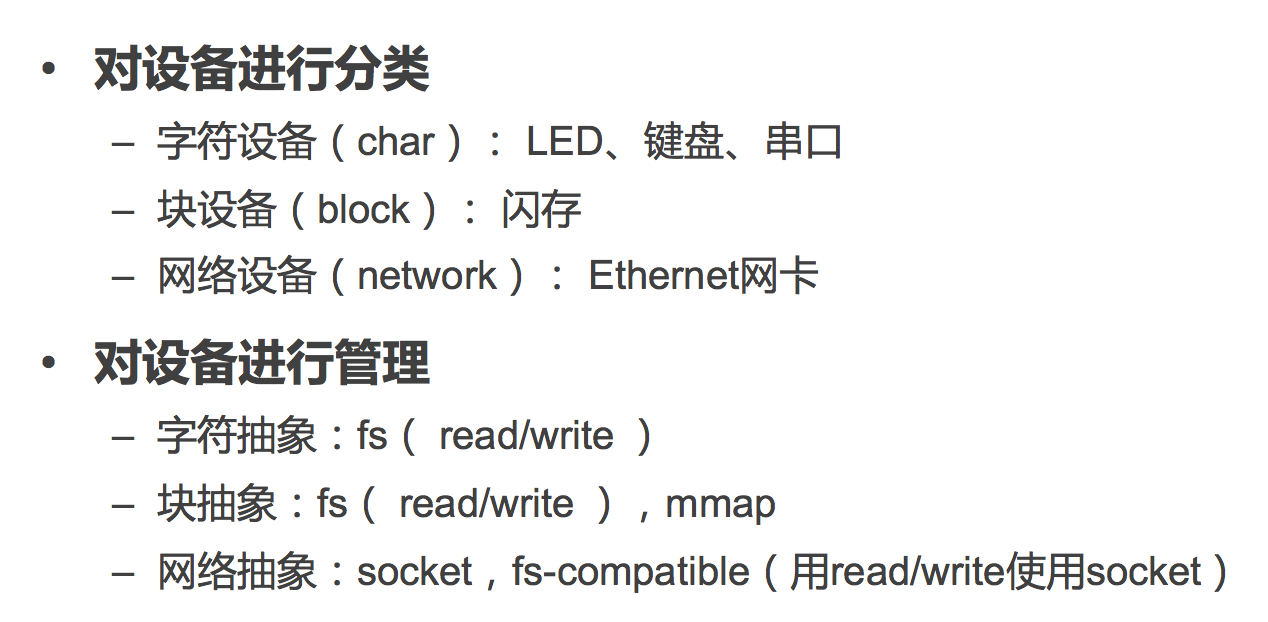 • 对设备进行分类
– 字符设备（char）： LED、键盘、串口
– 块设备（block）： 闪存
– 网络设备（network）： Ethernet网卡
• 对设备进行管理
– 字符抽象：fs（ read/write ）
– 块抽象：fs（ read/write ），mmap
– 网络抽象：socket，fs-compatible（用read/write使用socket）